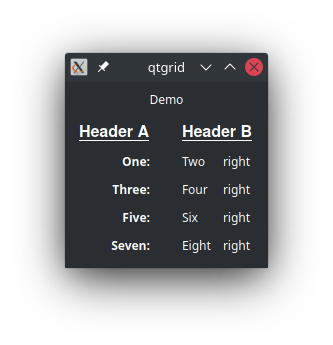 qtgrid
Demo
Header A Header B
One: Two right
Three: Four right
Five: Six right
Seven: Eight right